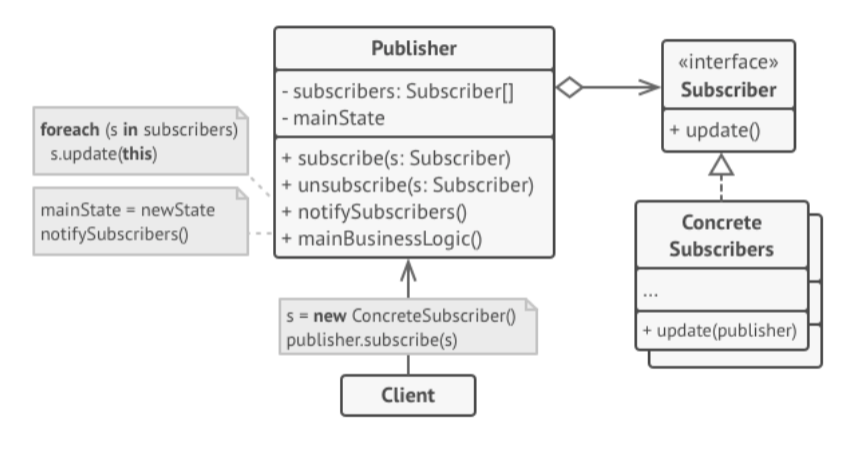 Publisher
- subscribers: Subscriber[]
- mainState
+ subscribe(s: Subscriber)
+ unsubscribe(s: Subscriber)
+ notifySubscribers()
+ mainBusinessLogic()
«interface»
Subscriber
+ update()
foreach (s in subscribers)
s.update(this)
mainState = newState
notifySubscribers()
Concrete
Subscribers
...
+ update(publisher)
s = new ConcreteSubscriber()
publisher.subscribe(s)
Client